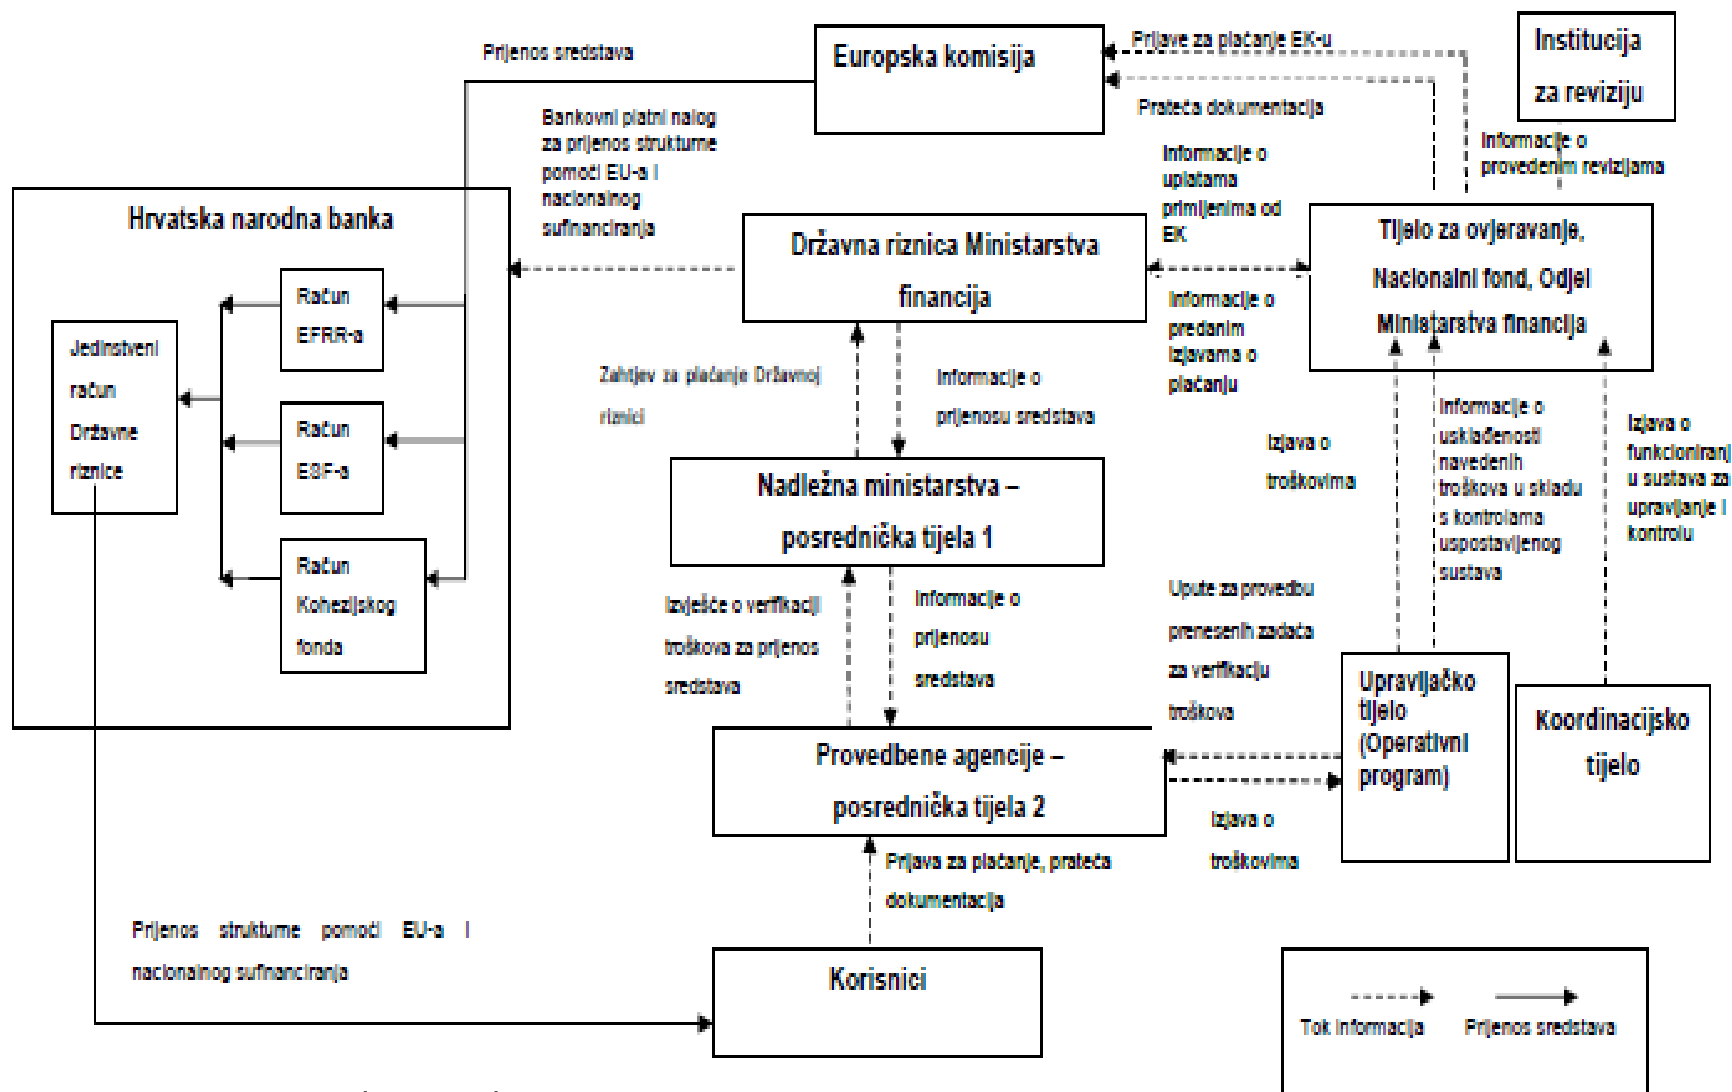 Prijenos sredstava
Europska komisija
Prijave za plaćanje EK-u
Prateća dokumentacija
Institucija
za reviziju
Informacije o
provedenim revizijama
Bankovni platni nalog
za prijenos strukturne
pomoći EU-a i
nacionalnog
sufinanciranja
Informacije o
uplatama
primljenima od
EK
Hrvatska narodna banka
Račun
EFRR-a
Jedinstveni
račun
Državne
riznice
Račun
ESF-a
Račun
Kohezijskog
fonda
Državna riznica Ministarstva
financija
Tijelo za ovjeravanje,
Nacionalni fond, Odjel
Ministarstva financija
Informacije o
predanim
izjavama o
plaćanju
Zahtjev za plaćanje Državnoj
riznici
Informacije o
prijenosu sredstava
Izjava o
troškovima
Informacije o
usklađenosti
navedenih
troškova u skladu
s kontrolama
uspostavljenog
sustava
Izjava o
funkcioniranj
u sustava za
upravljanje i
kontrolu
Nadležna ministarstva –
posrednička tijela 1
Izvješće o verifikaciji
troškova za prijenos
sredstava
Informacije o
prijenosu
sredstava
Upute za provedbu
prenesenih zadaća
za verifikaciju
troškova
Upravljačko
tijelo
(Operativni
program)
Koordinacijsko
tijelo
Provedbene agencije –
posrednička tijela 2
Izjava o
troškovima
Prijava za plaćanje, prateća
dokumentacija
Prijenos strukturne pomoći EU-a i
nacionalnog sufinanciranja
Korisnici
Tok informacija
Prijenos sredstava